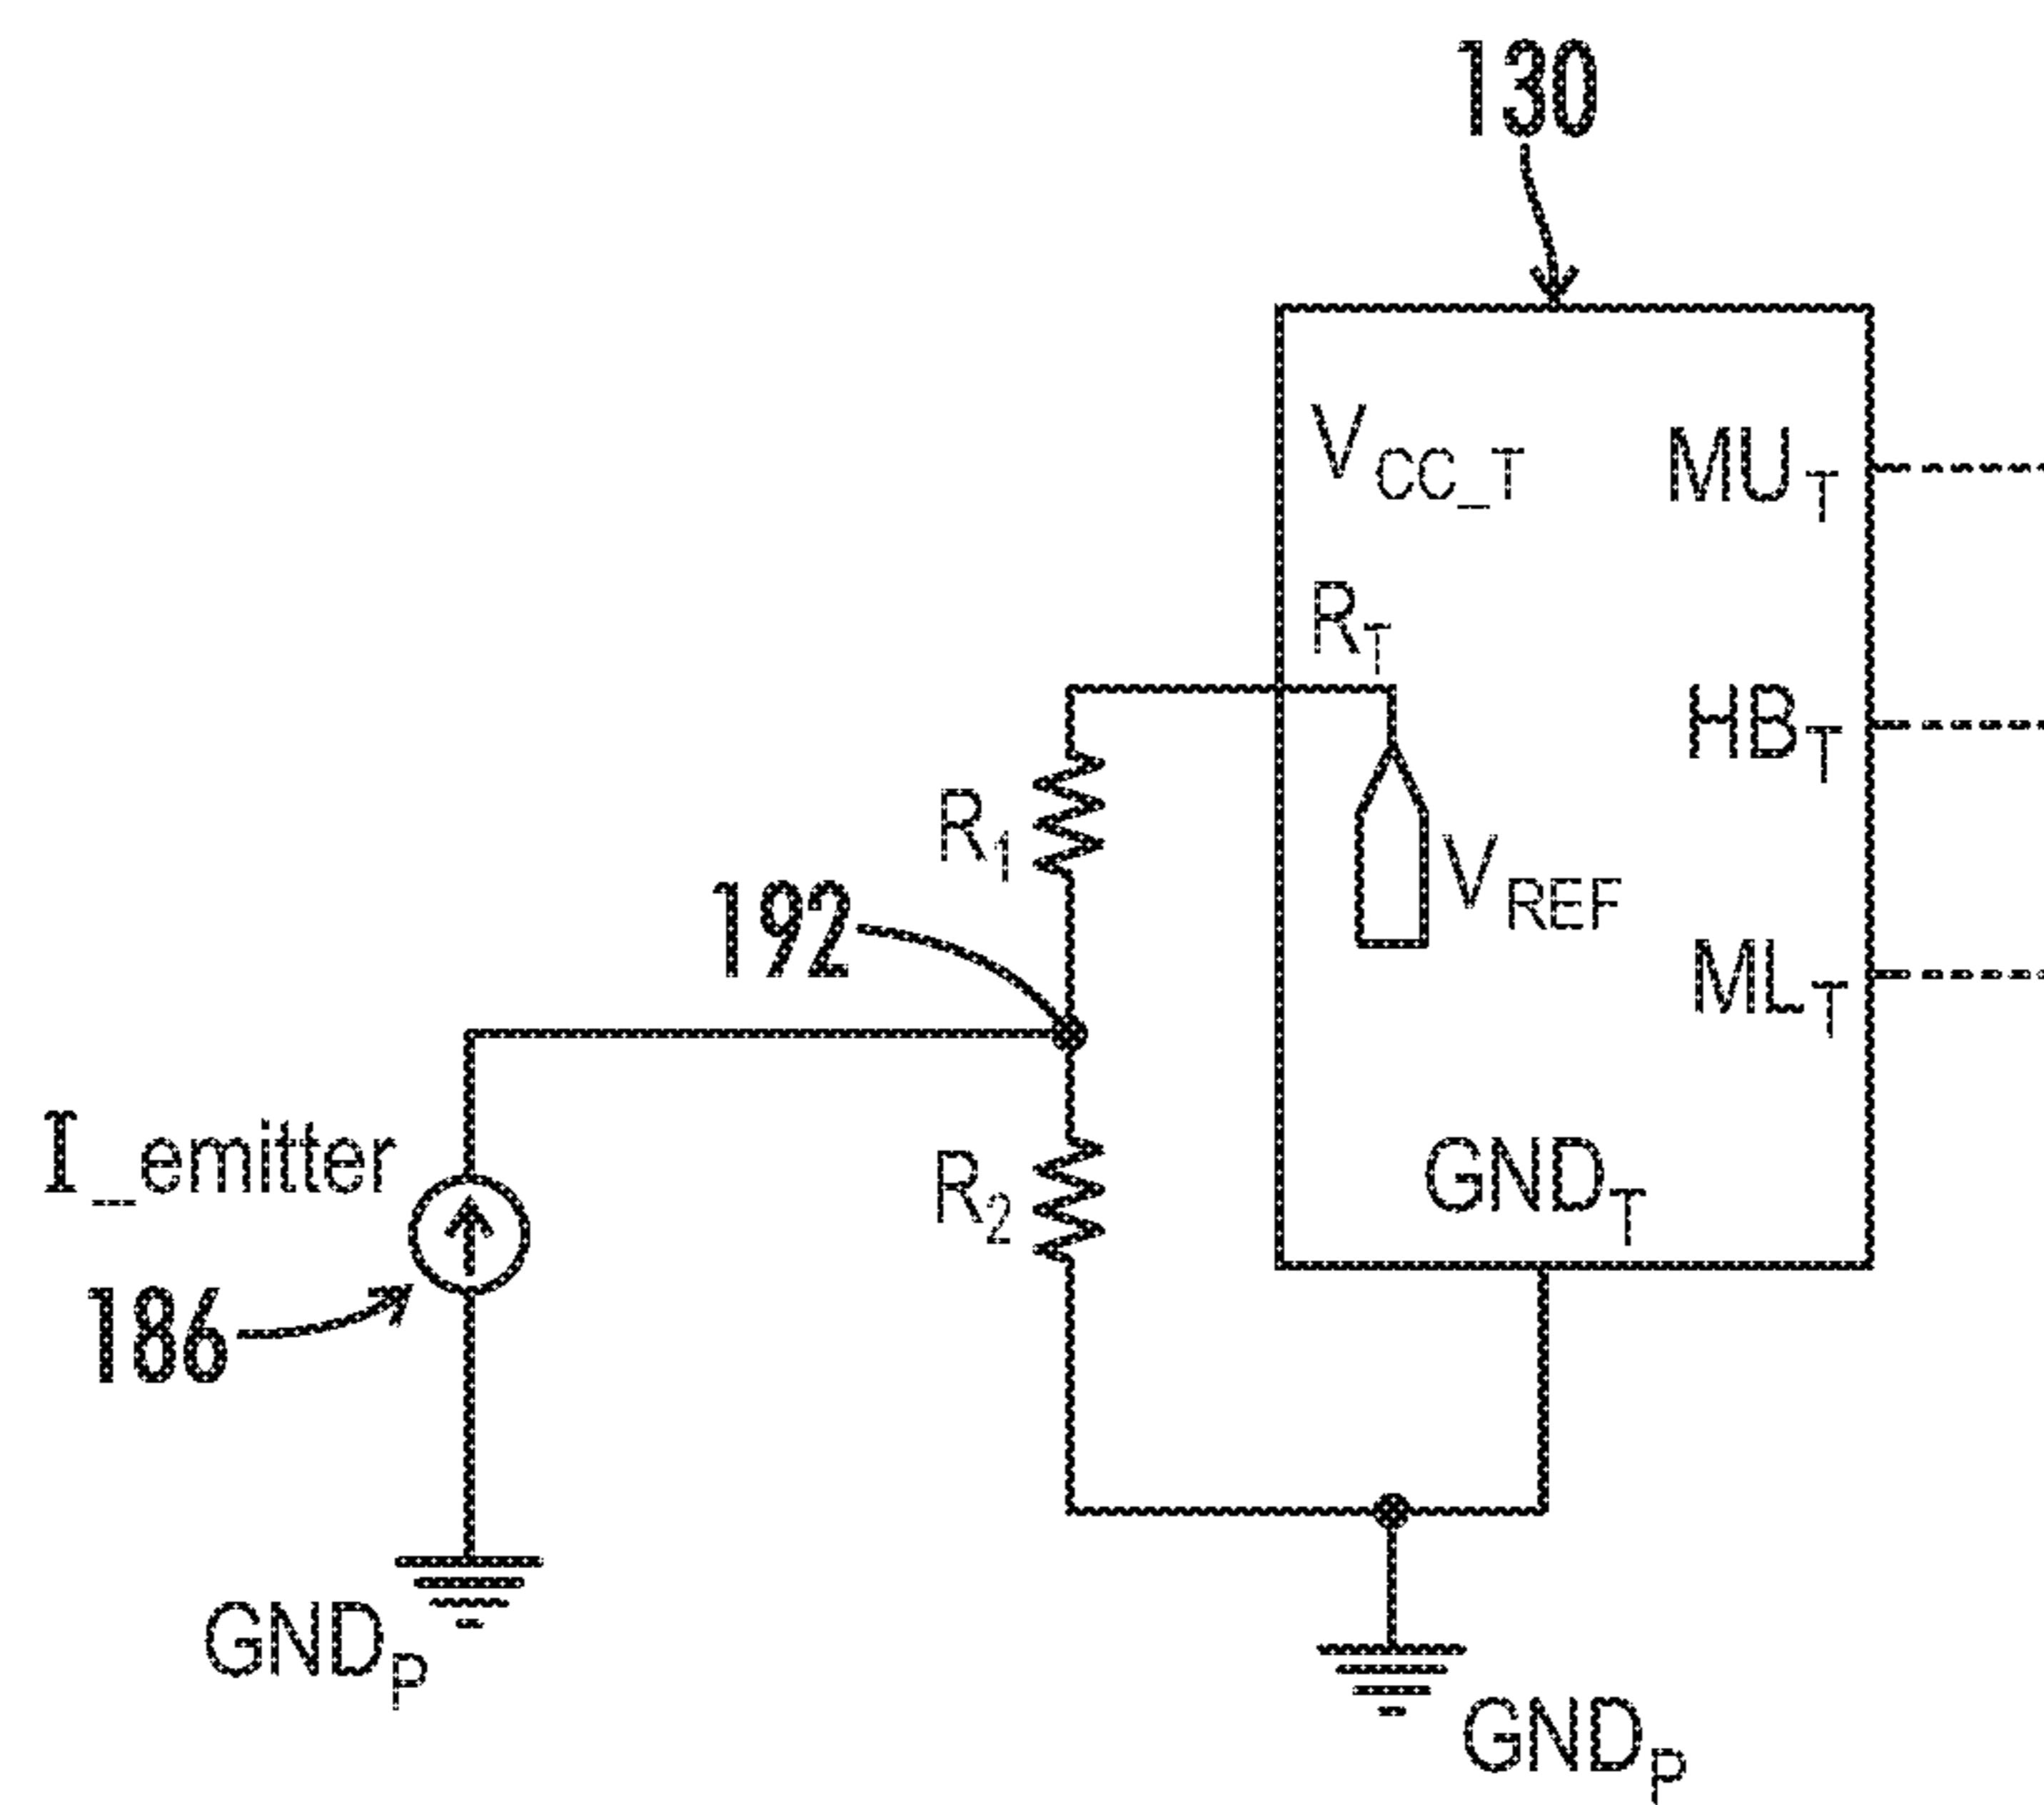 130
V_CC_T
MU_T
R_T
HB_T
R_1
V_REF
192
ML_T
I_emitter
R_2
GND_T
186
GND_P
GND_P